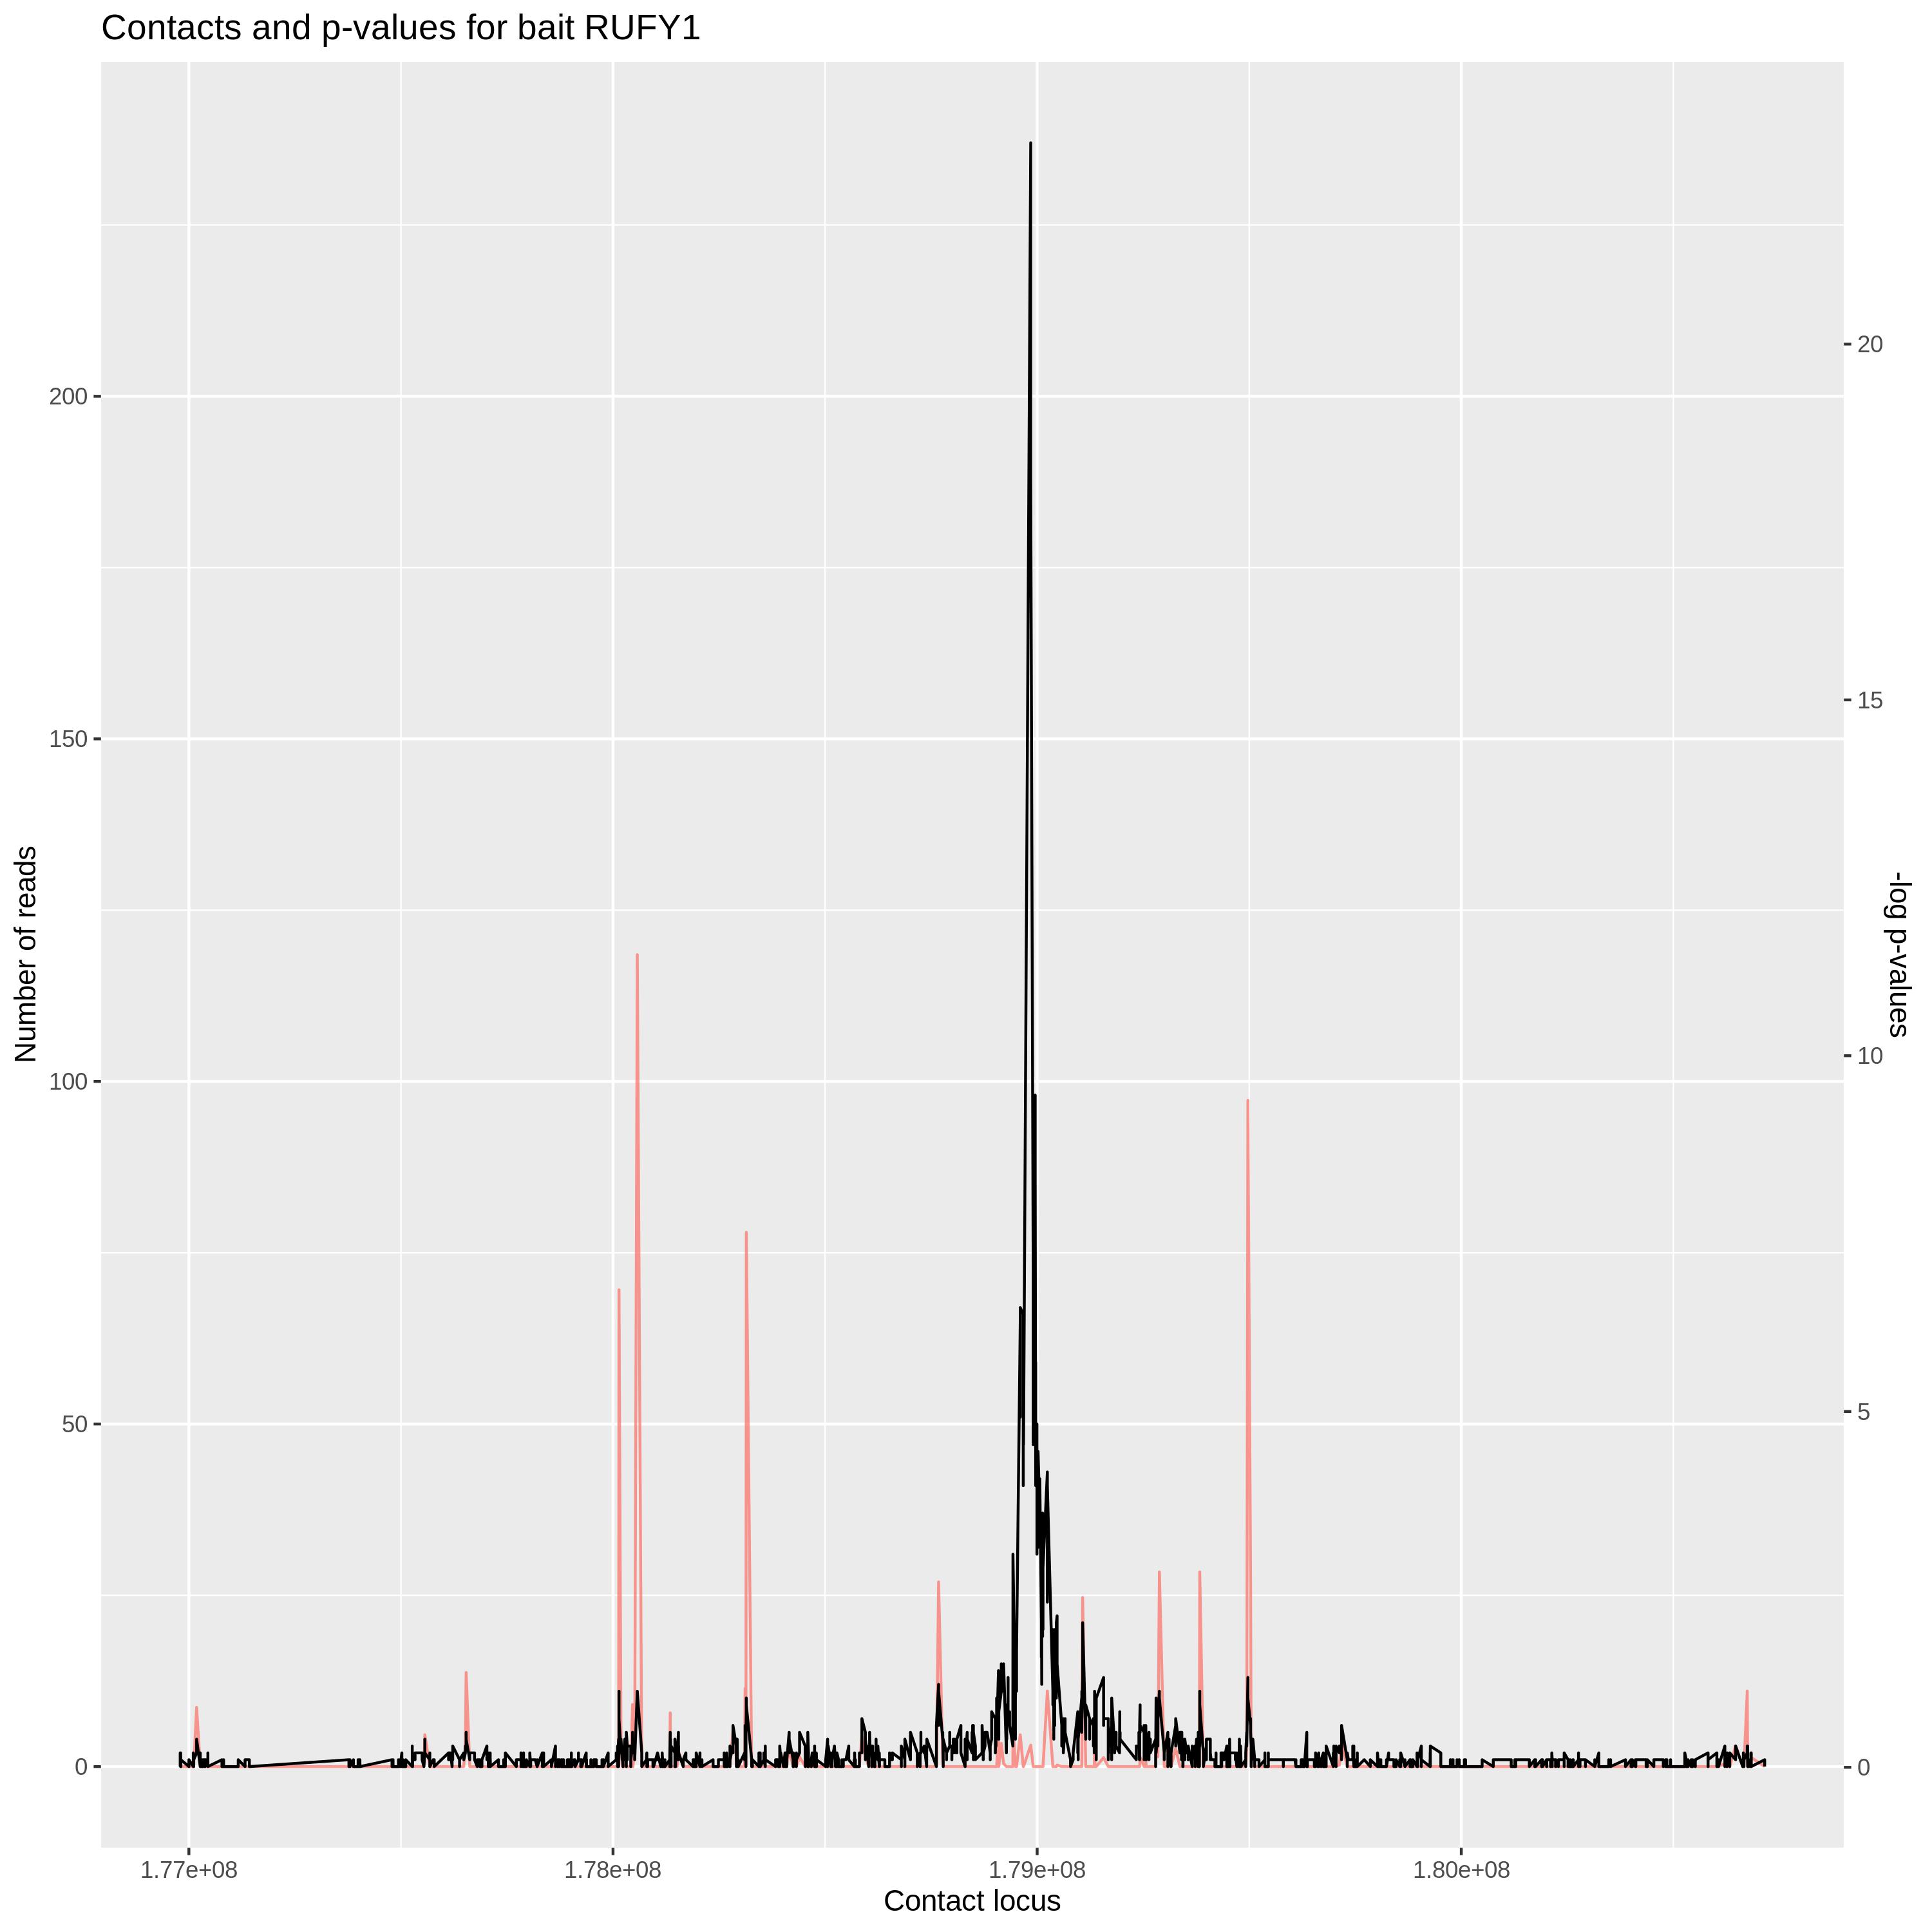 Contacts and p-values for bait RUFY1
Number of reads
200
150
100
50
0
20
15
10
5
0
-log p-values
1.77e+08
1.78e+08
1.79e+08
1.80e+08
Contact locus